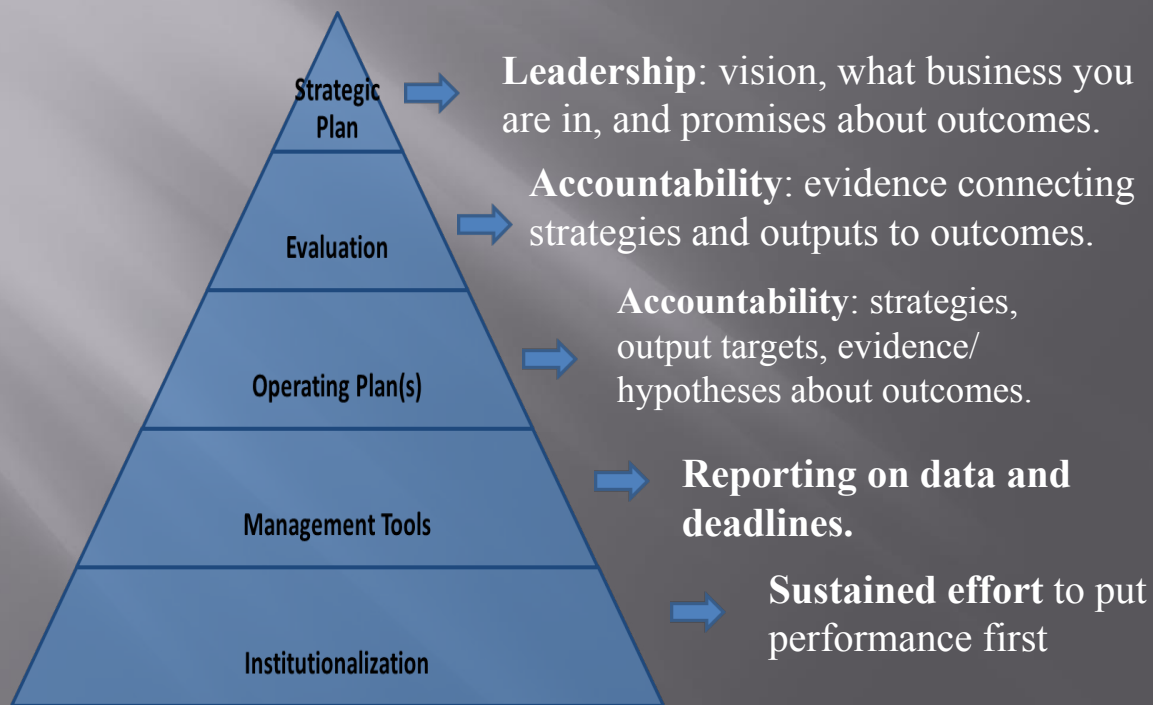 Strategic
Plan
Leadership: vision, what business you
are in, and promises about outcomes.
Evaluation
Accountability: evidence connecting
strategies and outputs to outcomes.
Operating Plan(s)
Accountability: strategies,
output targets, evidence/
hypotheses about outcomes.
Management Tools
Reporting on data and
deadlines.
Institutionalization
Sustained effort to put
performance first